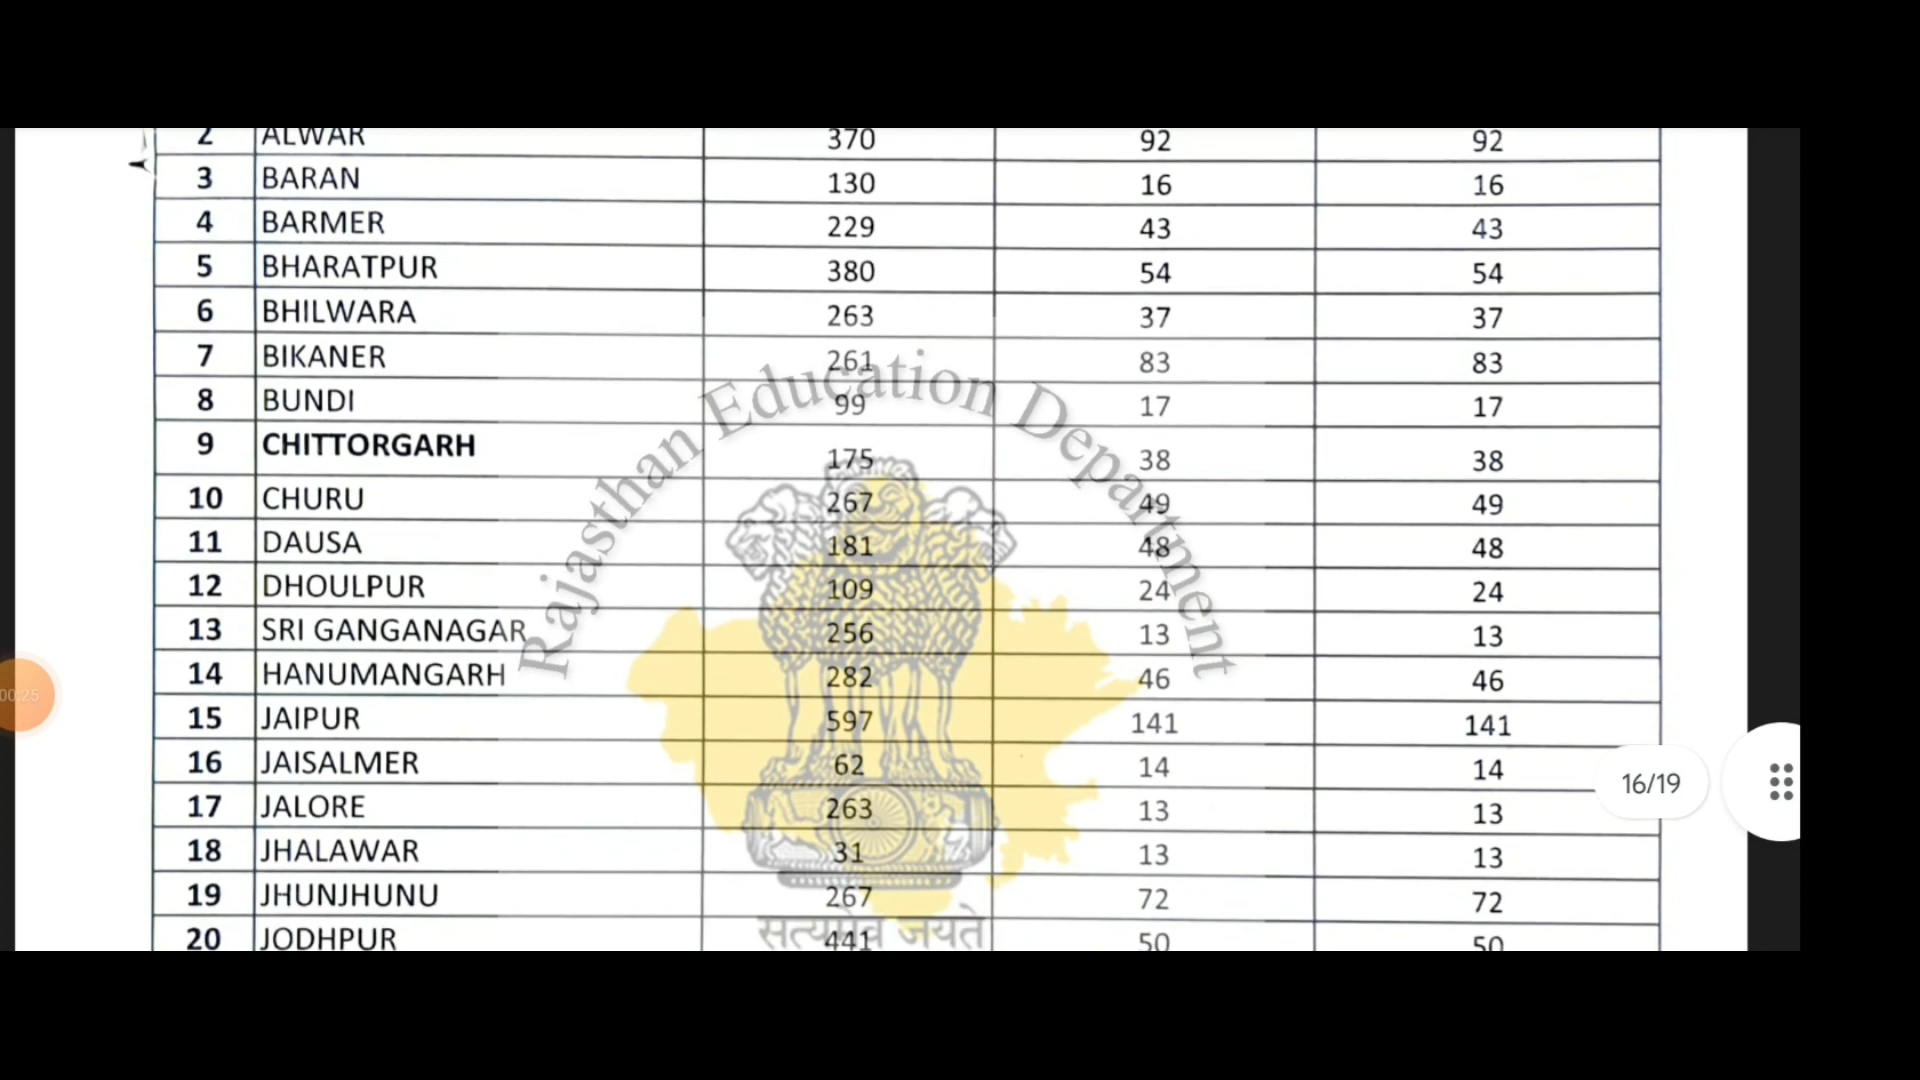 2 ALWAR 370 92 92
3 BARAN 130 16 16
4 BARMER 229 43 43
5 BHARATPUR 380 54 54
6 BHILWARA 263 37 37
7 BIKANER 261 83 83
8 BUNDI 99 17 17
9 CHITTORGARH 175 38 38
10 CHURU 267 49 49
11 DAUSA 181 48 48
12 DHOULPUR 109 24 24
13 SRI GANGANAGAR 256 13 13
14 HANUMANGARH 282 46 46
15 JAIPUR 597 141 141
16 JAISALMER 62 14 14
17 JALORE 263 13 13
18 JHALAWAR 31 13 13
19 JHUNJHUNU 267 72 72
20 JODHPUR 441 50 50
Rajasthan Education Department
सत्यमेव जयते
00:25
16/19